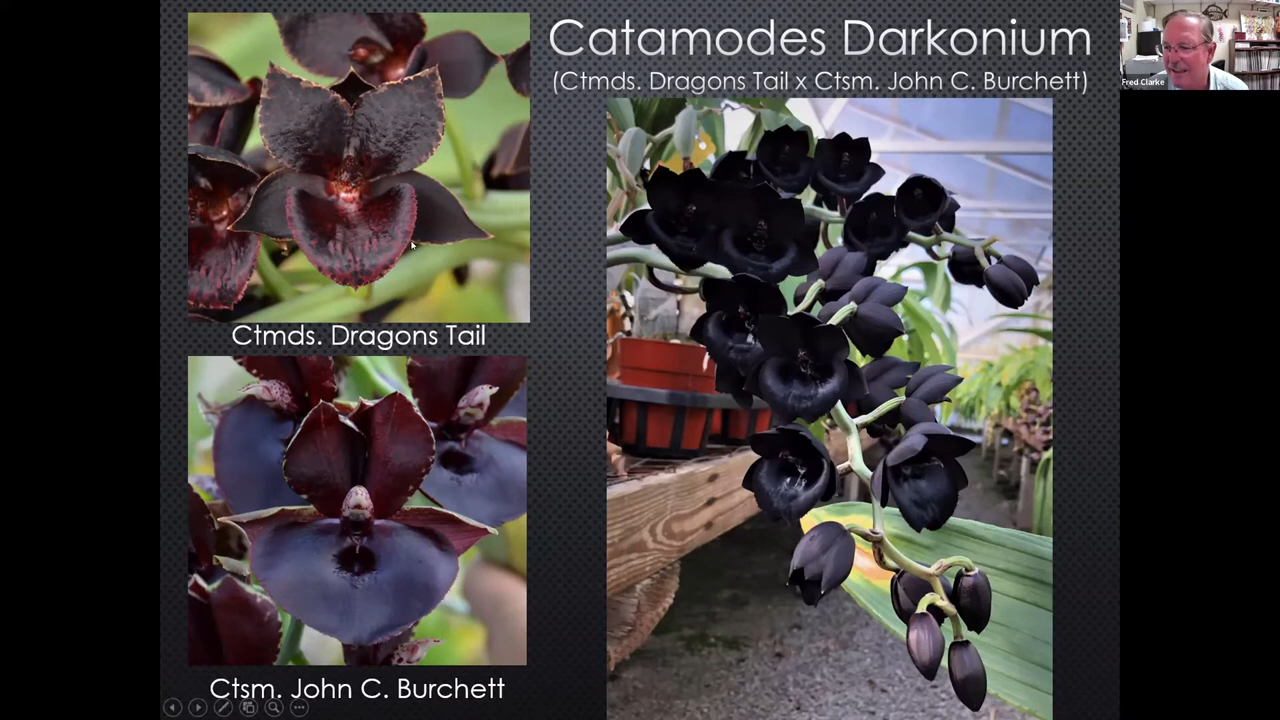 Catamodes Darkonium
(Ctmds. Dragons Tail x Ctsm. John C. Burchett)
Fred Clarke
Ctmds. Dragons Tail
Ctsm. John C. Burchett